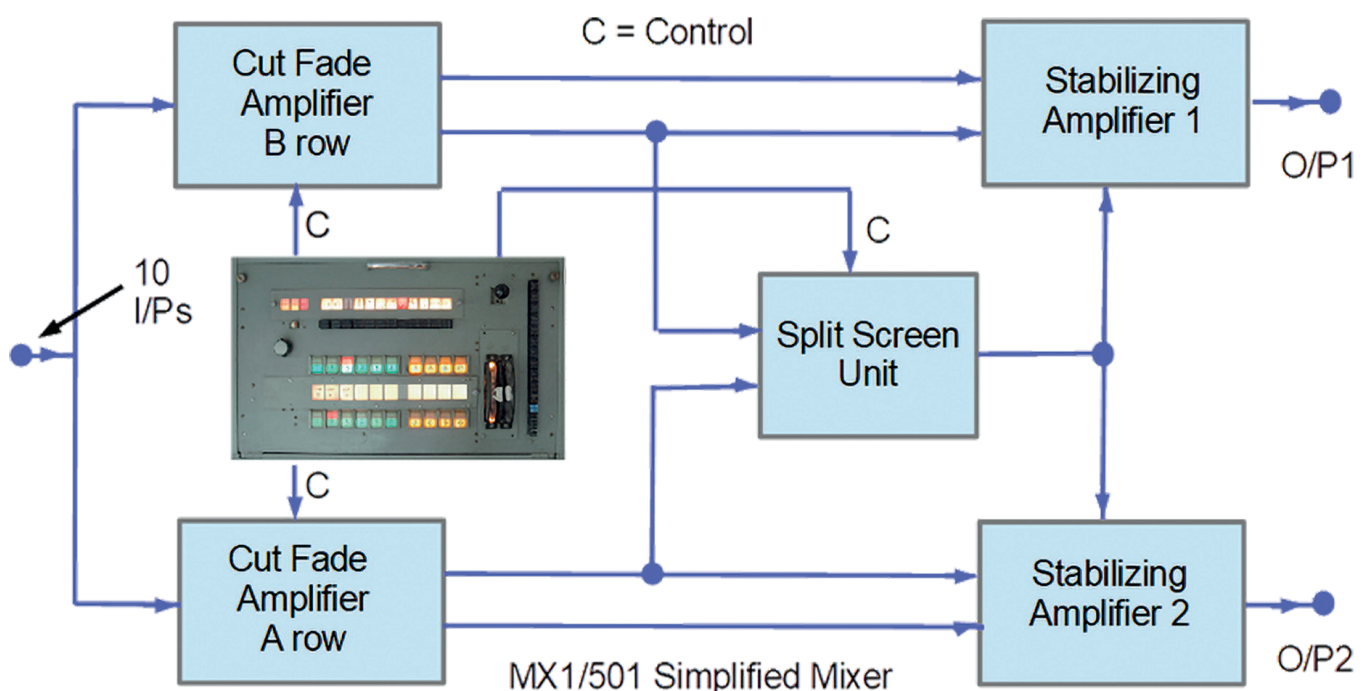 C = Control
Cut Fade
Amplifier
B row
Stabilizing
Amplifier 1
O/P1
C
C
10
I/Ps
Split Screen
Unit
C
Cut Fade
Amplifier
A row
Stabilizing
Amplifier 2
O/P2
MX1/501 Simplified Mixer